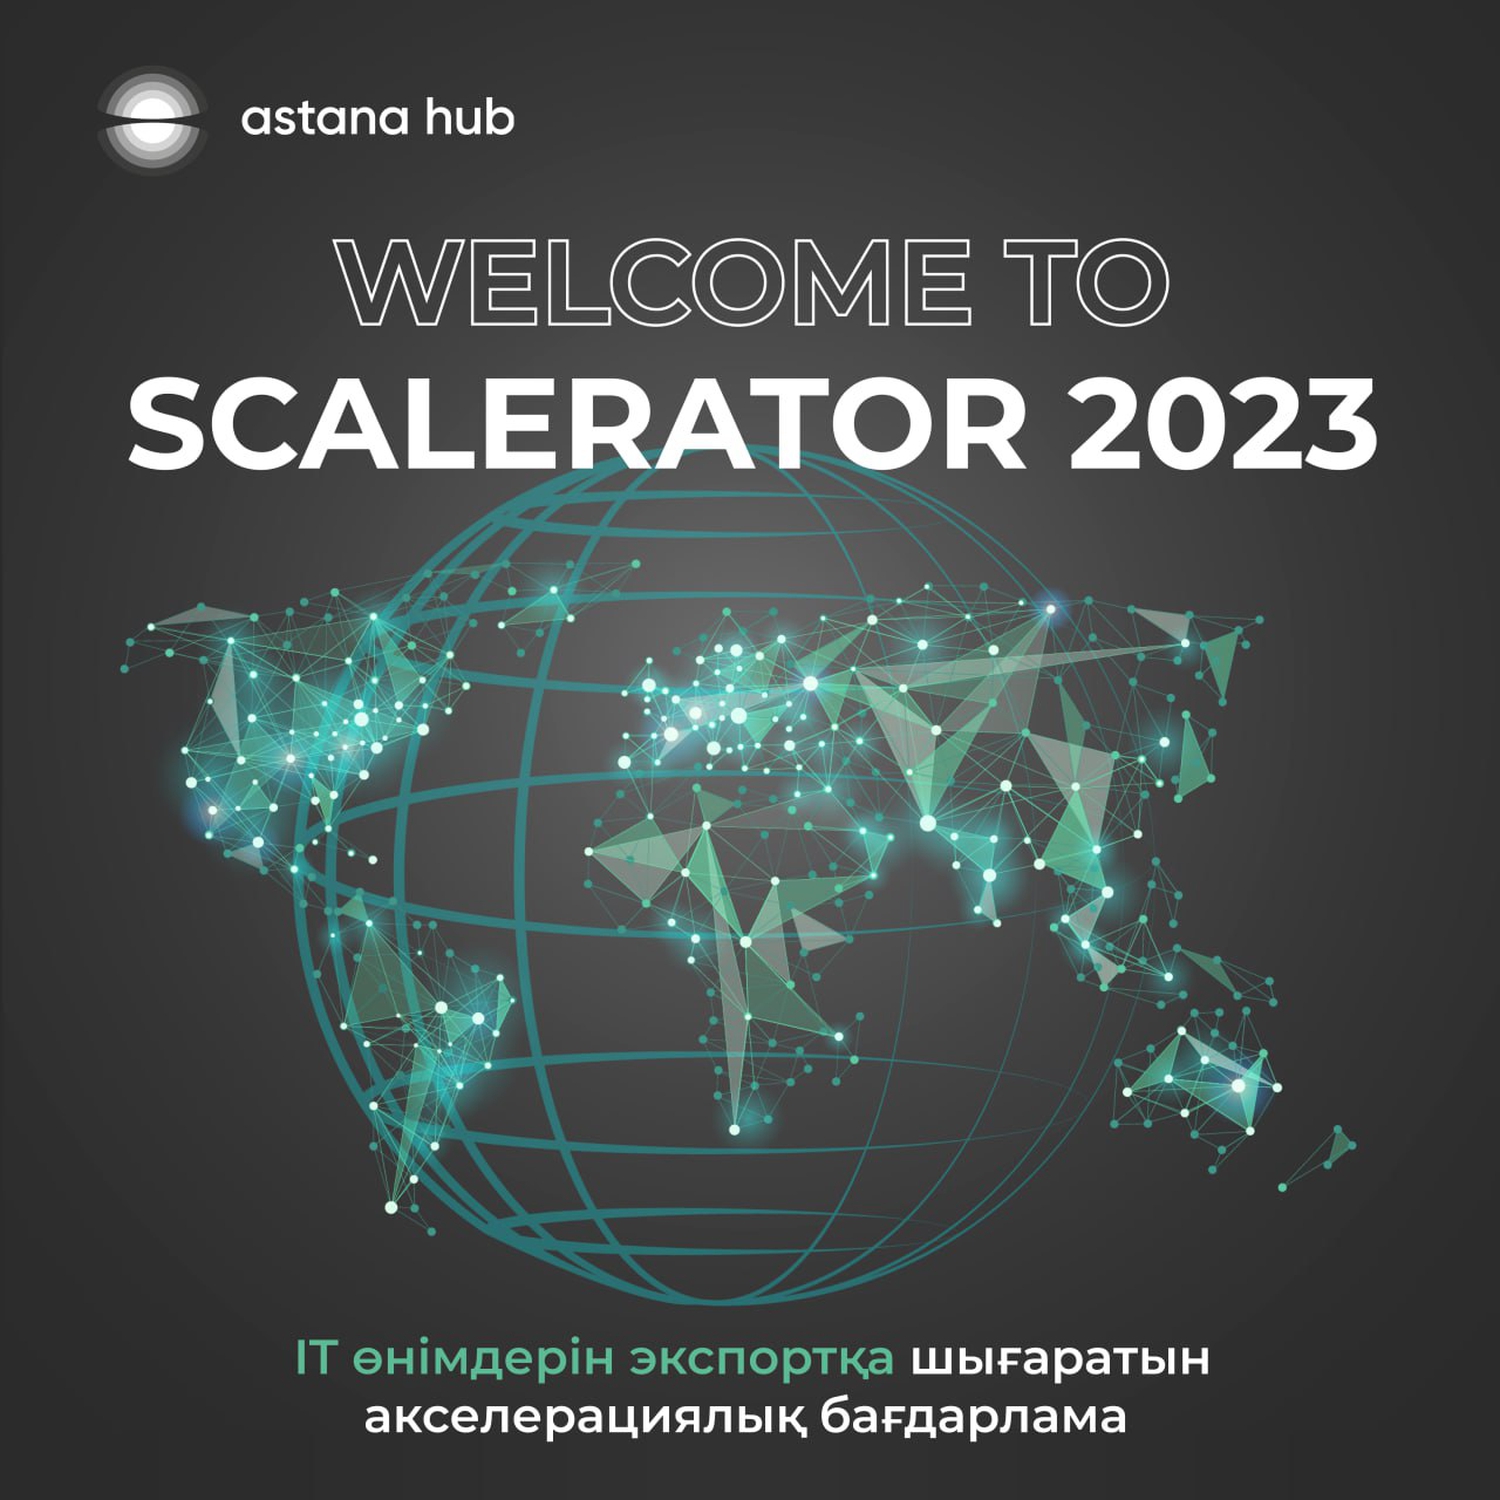 astana hub
WELCOME TO
SCALERATOR 2023
IT өнімдерін экспортқа шығаратын
акселерациялық бағдарлама